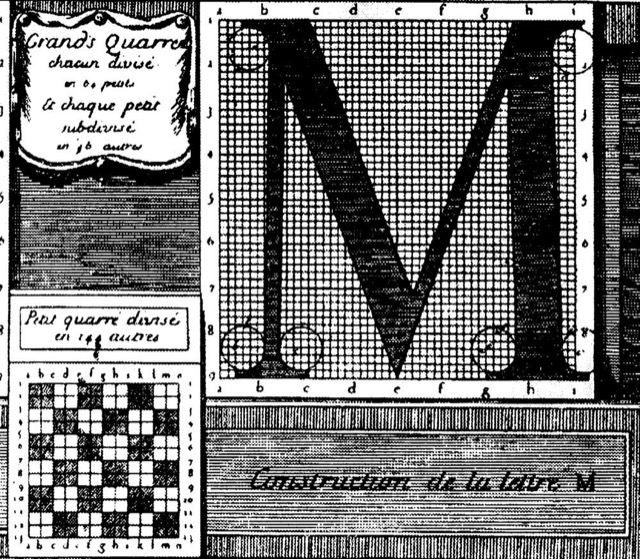 Grands Quarrés
chacun divisé
en 64 petits
Et chaque petit
subdivisé
en 36 autres
a b c d e f g h i
1
2
3
4
5
6
7
8
9
Petit quarré divisé
en 144 autres
a b c d e f g h i k l m n
a b c d e f g h i k l m n
a b c d e f g h i
Construction de la lettre M